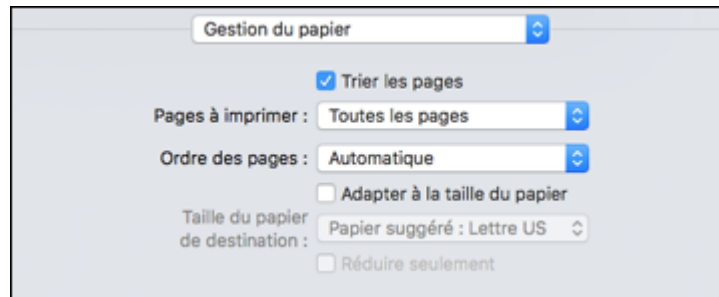 Gestion du papier
Trier les pages
Pages à imprimer : Toutes les pages
Ordre des pages : Automatique
Adapter à la taille du papier
Taille du papier
de destination : Papier suggéré : Lettre US
Réduire seulement